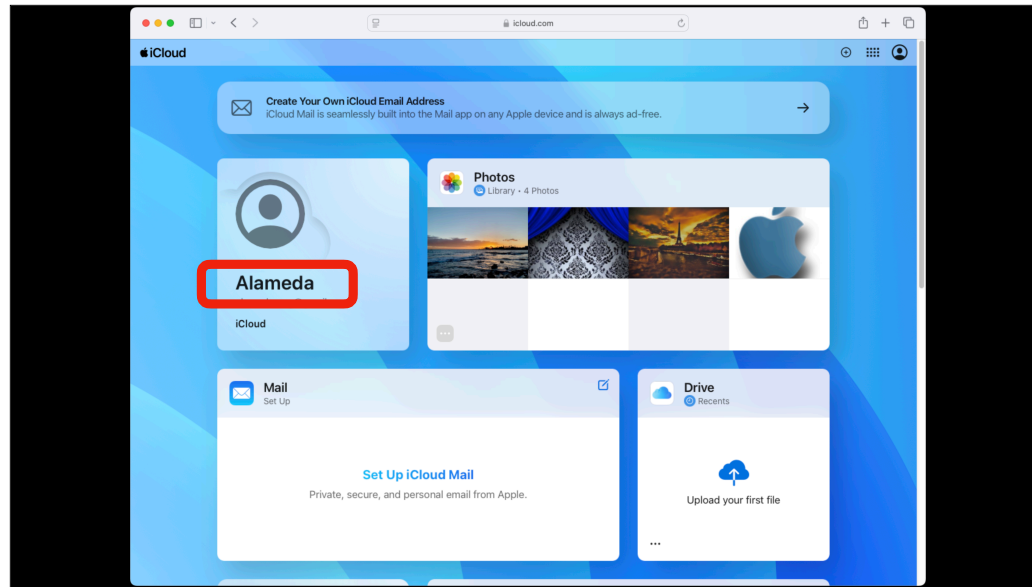 icloud.com
iCloud
Create Your Own iCloud Email Address
iCloud Mail is seamlessly built into the Mail app on any Apple device and is always ad-free.
Photos
Library • 4 Photos
Alameda
iCloud
Mail
Set Up
Drive
Recents
Set Up iCloud Mail
Private, secure, and personal email from Apple.
Upload your first file